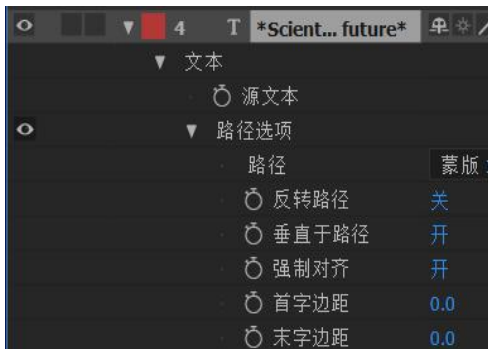 4 T *Scient... future*
文本
源文本
路径选项
路径 蒙版
反转路径 关
垂直于路径 开
强制对齐 开
首字边距 0.0
末字边距 0.0